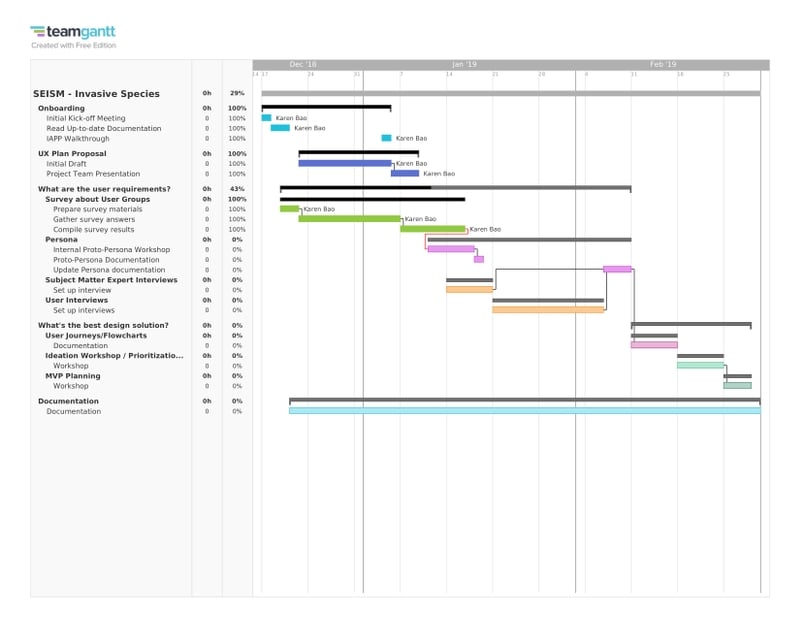 teamgantt
Created with Free Edition
Dec '18 Jan '19 Feb '19
14 17 24 31 7 14 21 28 4 11 18 25
SEISM - Invasive Species 0h 29%
Onboarding 0h 100%
Initial Kick-off Meeting 0 100% Karen Bao
Read Up-to-date Documentation 0 100% Karen Bao
IAPP Walkthrough 0 100% Karen Bao
UX Plan Proposal 0h 100%
Initial Draft 0 100% Karen Bao
Project Team Presentation 0 100% Karen Bao
What are the user requirements? 0h 43%
Survey about User Groups 0h 100%
Prepare survey materials 0 100% Karen Bao
Gather survey answers 0 100% Karen Bao
Compile survey results 0 100% Karen Bao
Persona 0h 0%
Internal Proto-Persona Workshop 0 0%
Proto-Persona Documentation 0 0%
Update Persona documentation 0 0%
Subject Matter Expert Interviews 0h 0%
Set up interview 0 0%
User Interviews 0h 0%
Set up interviews 0 0%
What's the best design solution? 0h 0%
User Journeys/Flowcharts 0h 0%
Documentation 0 0%
Ideation Workshop / Prioritizatio... 0h 0%
Workshop 0 0%
MVP Planning 0h 0%
Workshop 0 0%
Documentation 0h 0%
Documentation 0 0%